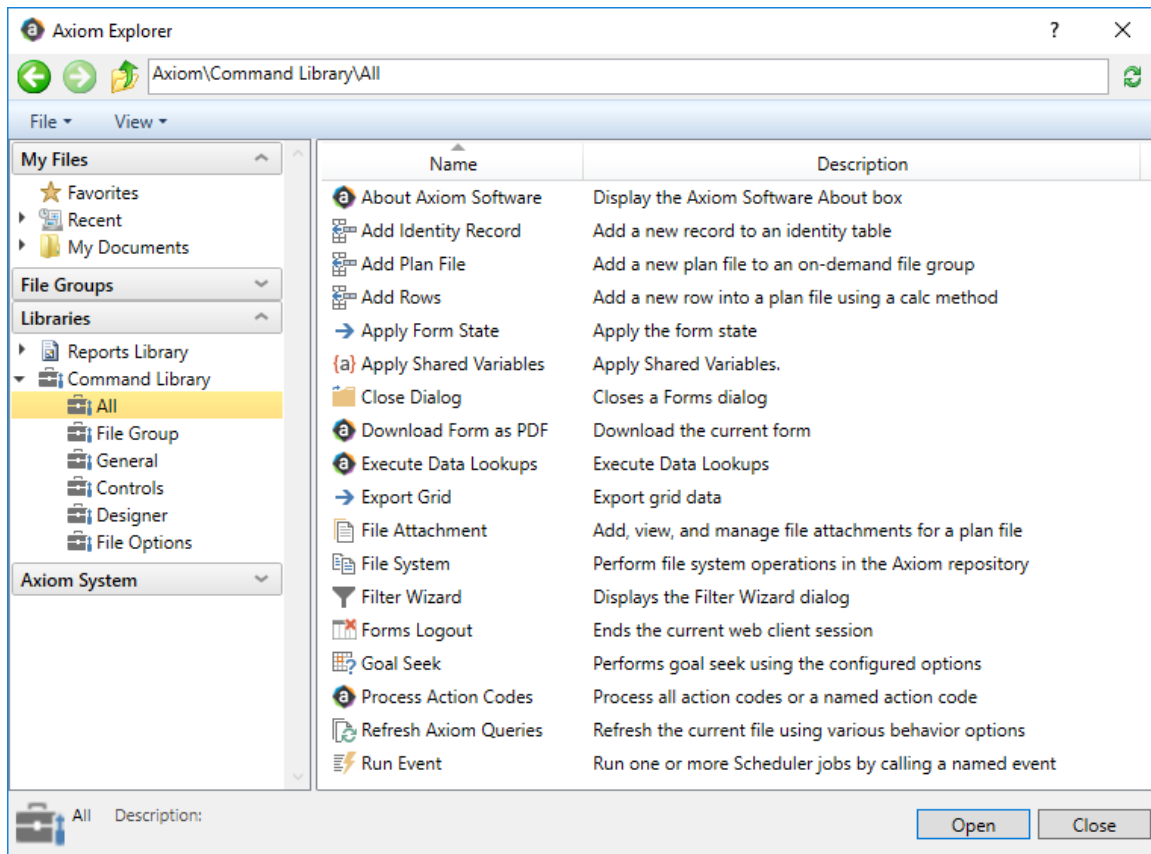 Axiom Explorer
?
Axiom\Command Library\All
File View
My Files
Favorites
Recent
My Documents
File Groups
Libraries
Reports Library
Command Library
All
File Group
General
Controls
Designer
File Options
Axiom System
Name Description
About Axiom Software Display the Axiom Software About box
Add Identity Record Add a new record to an identity table
Add Plan File Add a new plan file to an on-demand file group
Add Rows Add a new row into a plan file using a calc method
Apply Form State Apply the form state
{a} Apply Shared Variables Apply Shared Variables.
Close Dialog Closes a Forms dialog
Download Form as PDF Download the current form
Execute Data Lookups Execute Data Lookups
Export Grid Export grid data
File Attachment Add, view, and manage file attachments for a plan file
File System Perform file system operations in the Axiom repository
Filter Wizard Displays the Filter Wizard dialog
Forms Logout Ends the current web client session
Goal Seek Performs goal seek using the configured options
Process Action Codes Process all action codes or a named action code
Refresh Axiom Queries Refresh the current file using various behavior options
Run Event Run one or more Scheduler jobs by calling a named event
All Description:
Open Close